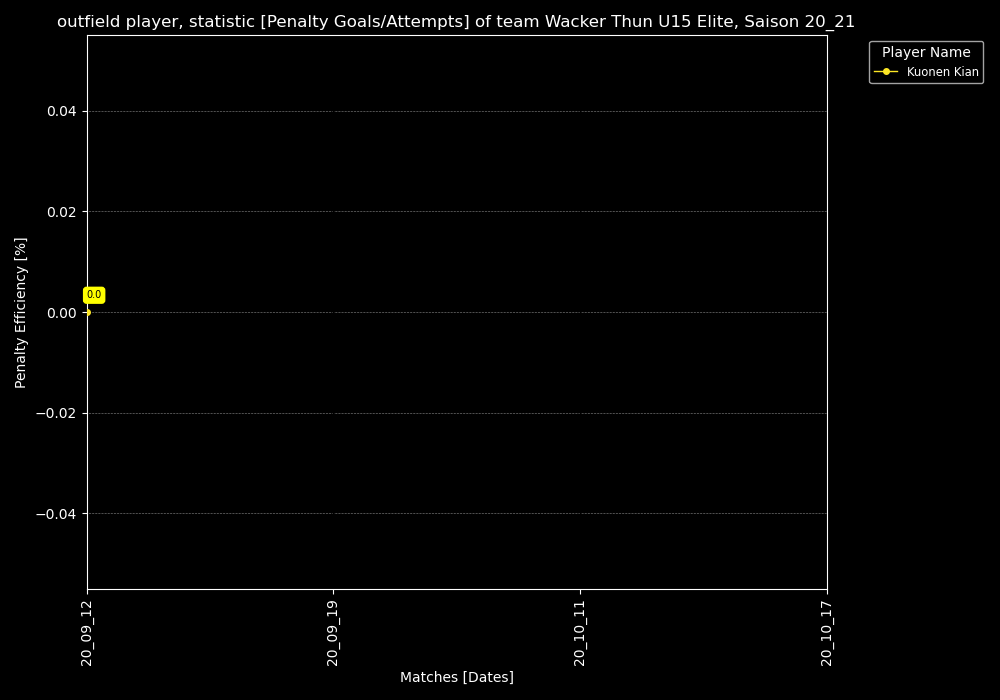 outfield player, statistic [Penalty Goals/Attempts] of team Wacker Thun U15 Elite, Saison 20_21
Player Name
Kuonen Kian
0.04
0.02
0.00
−0.02
−0.04
Penalty Efficiency [%]
0.0
20_09_12
20_09_19
20_10_11
20_10_17
Matches [Dates]